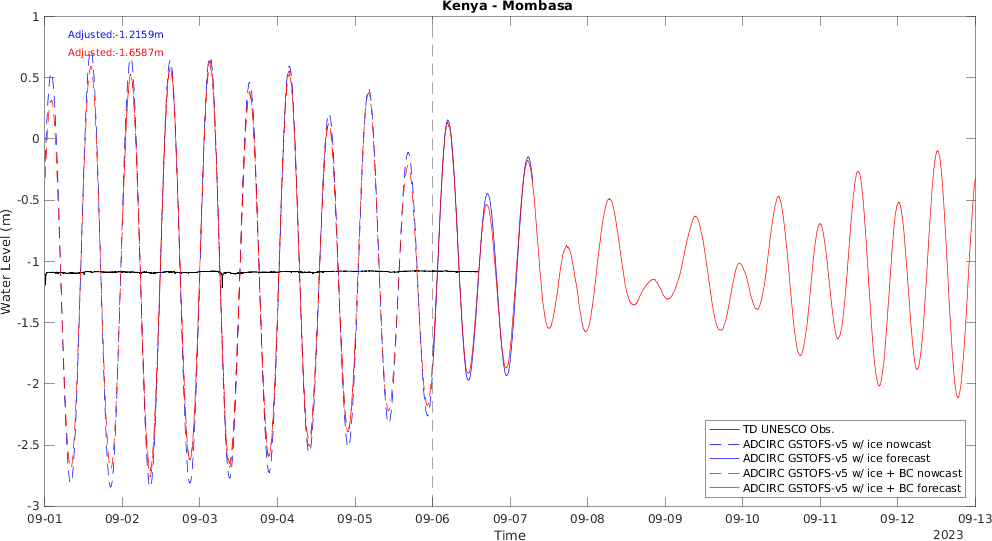 Kenya - Mombasa
Adjusted:-1.2159m
Adjusted:-1.6587m
Water Level (m)
1
0.5
0
-0.5
-1
-1.5
-2
-2.5
-3
TD UNESCO Obs.
ADCIRC GSTOFS-v5 w/ ice nowcast
ADCIRC GSTOFS-v5 w/ ice forecast
ADCIRC GSTOFS-v5 w/ ice + BC nowcast
ADCIRC GSTOFS-v5 w/ ice + BC forecast
09-01 09-02 09-03 09-04 09-05 09-06 09-07 09-08 09-09 09-10 09-11 09-12 09-13
Time
2023